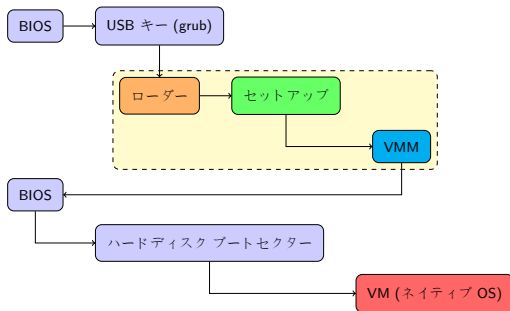 BIOS
USB キー (grub)
ローダー
セットアップ
VMM
BIOS
ハードディスク ブートセクター
VM (ネイティブ OS)